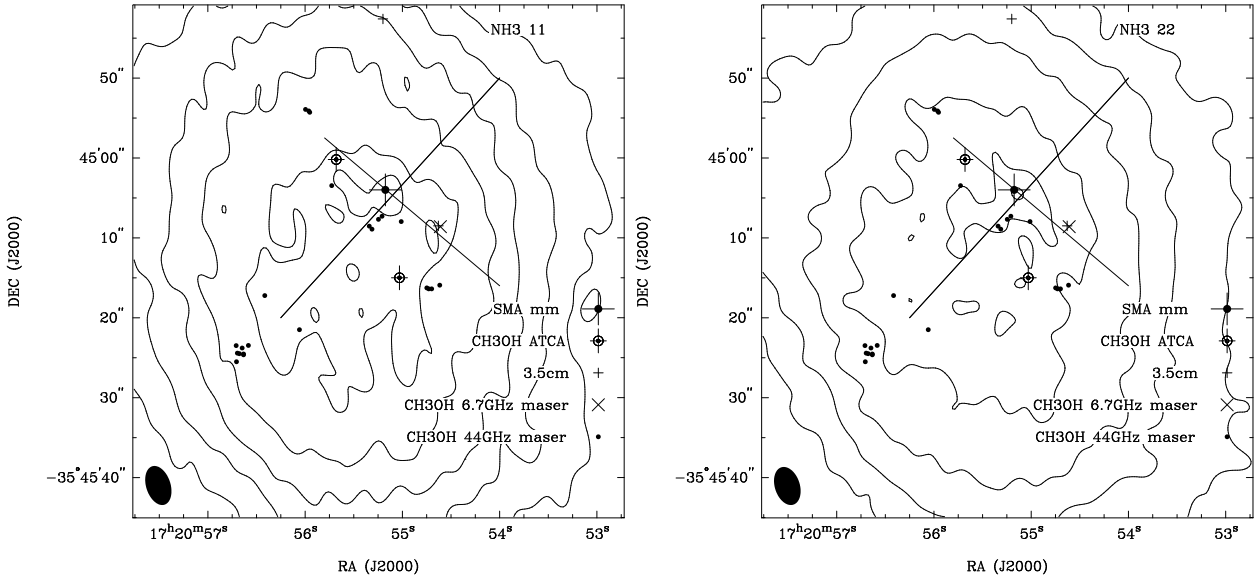 NH3 11
50"
45'00"
10"
20"
30"
−35°45'40"
DEC (J2000)
SMA mm
CH3OH ATCA
3.5cm
CH3OH 6.7GHz maser
CH3OH 44GHz maser
17h20m57s
56s
55s
54s
53s
RA (J2000)
NH3 22
50"
45'00"
10"
20"
30"
−35°45'40"
DEC (J2000)
SMA mm
CH3OH ATCA
3.5cm
CH3OH 6.7GHz maser
CH3OH 44GHz maser
17h20m57s
56s
55s
54s
53s
RA (J2000)